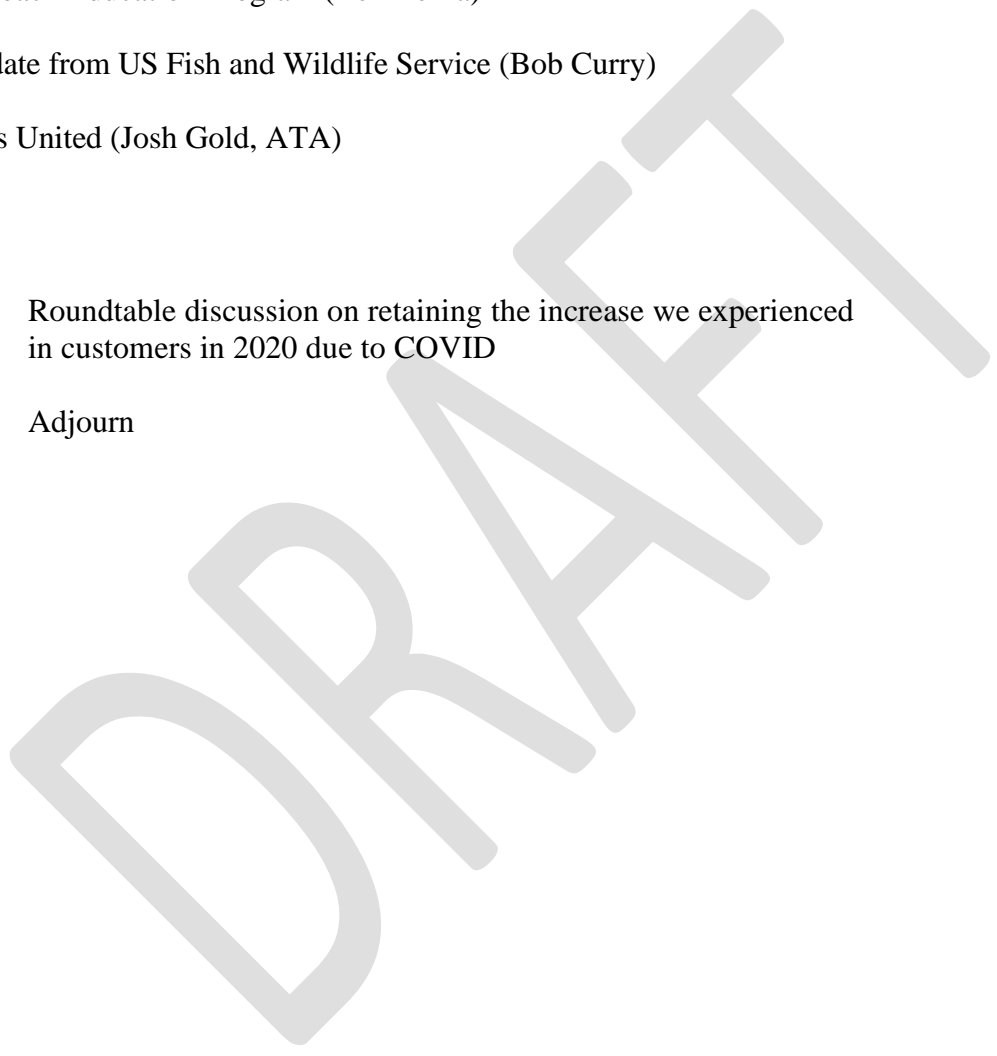 date from US Fish and Wildlife Service (Bob Curry)
s United (Josh Gold, ATA)
Roundtable discussion on retaining the increase we experienced
in customers in 2020 due to COVID
Adjourn
DRAFT